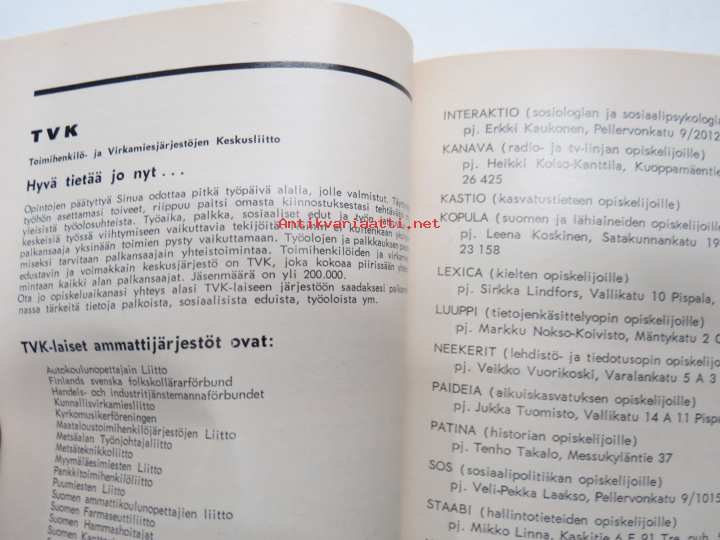 TVK
Toimihenkilö- ja Virkamiesjärjestöjen Keskusliitto
Hyvä tietää jo nyt . . .
Opintojen päätyttyä Sinua odottaa pitkä työpäivä alalla, jolle valmistut.
työhön asettamasi toiveet, riippuu paitsi omasta kiinnostuksestasi
yleisistä työolosuhteista. Työaika, palkka, sosiaaliset edut ja
keskeisiä työssä viihtymiseen vaikuttavia tekijöitä. kuitenkaan
palkansaaja yksinään toimien pysty vaikuttamaan. Työolojen ja palkkauksen
miseksi tarvitaan palkansaajain yhteistoimintaa. Toimihenkilöiden ja
edustavin ja voimakkain keskusjärjestö on TVK, joka kokoaa piirissään
mintaan kaikki alan palkansaajat. Jäsenmäärä on yli 200.000.
Ota jo opiskeluaikanasi yhteys alasi TVK-laiseen järjestöön saadaksesi
nassa tärkeitä tietoja palkoista, sosiaalisista eduista, työoloista ym.
TVK-laiset ammattijärjestöt ovat:
Autokoulunopettajain Liitto
Finlands svenska folkskollärarförbund
Handels- och industritjänstemannaförbundet
Kunnallisvirkamiesliitto
Kyrkomusikerföreningen
Maataloustoimihenkilöjärjestöjen Liitto
Metsäalan Työnjohtajaliitto
Metsäteknikkoliitto
Myymäläesimiesten Liitto
Pankkitoimihenkilöliitto
Puumiesten Liitto
Suomen ammattikoulunopettajien liitto
Suomen Farmaseuttiliitto
Suomen Hammashoitajat
Suomen
Antikvariaatti.net
INTERAKTIO (sosiologian ja sosiaalipsykologian
pj. Erkki Kaukonen, Pellervonkatu 9/2012
KANAVA (radio- ja tv-linjan opiskelijoille)
pj. Heikki Koiso-Kanttila, Kuoppamäentie
26 425
KASTIO (kasvatustieteen opiskelijoille)
KOPULA (suomen ja lähiaineiden opiskelijoille
pj. Leena Koskinen, Satakunnankatu 19
23 158
LEXICA (kielten opiskelijoille)
pj. Sirkka Lindfors, Vallikatu 10 Pispala,
LUUPPI (tietojenkäsittelyopin opiskelijoille)
pj. Markku Nokso-Koivisto, Mäntykatu 2
NEEKERIT (lehdistö- ja tiedotusopin
pj. Veikko Vuorikoski, Varalankatu 5 A 3
PAIDEIA (aikuiskasvatuksen opiskelijoille)
pj. Jukka Tuomisto, Vallikatu 14 A 11
PATINA (historian opiskelijoille)
pj. Tenho Takalo, Messukyläntie 37
SOS (sosiaalipolitiikan opiskelijoille)
pj. Veli-Pekka Laakso, Pellervonkatu 9/1015
STAABI (hallintotieteiden opiskelijoille)
pj. Mikko Linna, Kaskitie 6 E 91 Tre, puh.